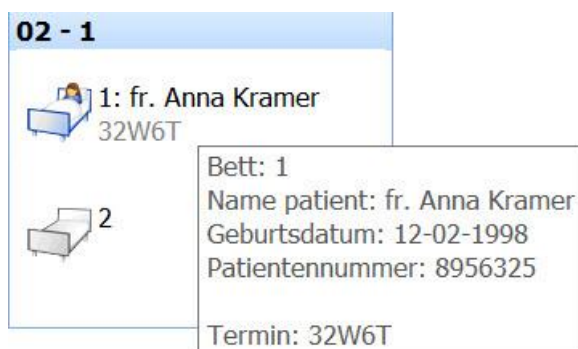 02 - 1
1: fr. Anna Kramer
32W6T
2
Bett: 1
Name patient: fr. Anna Kramer
Geburtsdatum: 12-02-1998
Patientennummer: 8956325
Termin: 32W6T